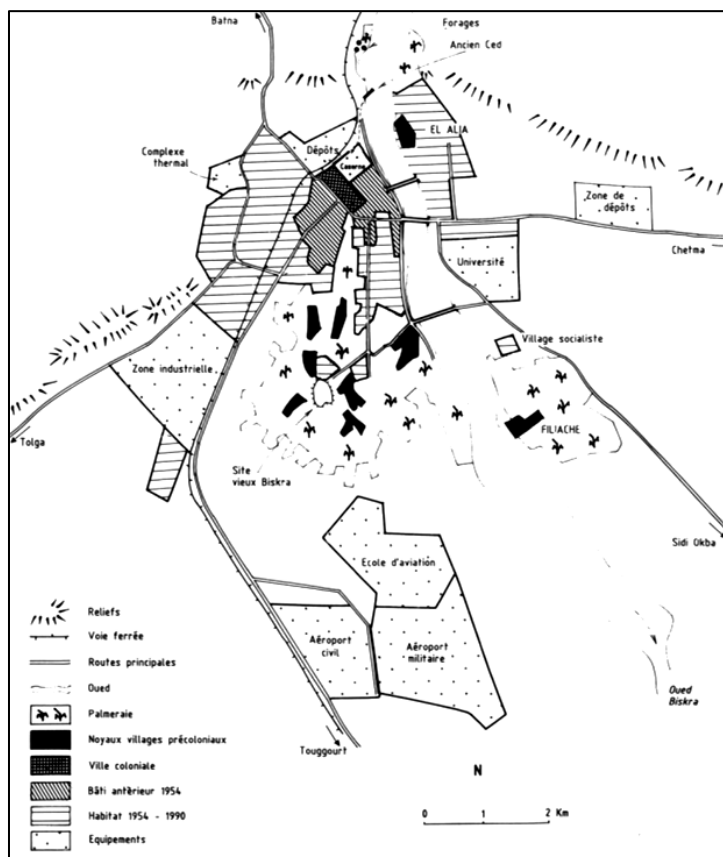 Batna
Forages
Ancien Ced
EL ALIA
Dépôts
Complexe
thermal
Caserne
Zone de
dépôts
Chetma
Université
Village socialiste
Zone industrielle
FILIACHE
Tolga
Site
vieux Biskra
Sidi Okba
Ecole d'aviation
Aéroport
civil
Aéroport
militaire
Oued
Biskra
Touggourt
Reliefs
Voie ferrée
Routes principales
Oued
Palmeraie
Noyaux villages précoloniaux
Ville coloniale
Bâti antérieur 1954
Habitat 1954 - 1990
Equipements
N
0 1 2 Km